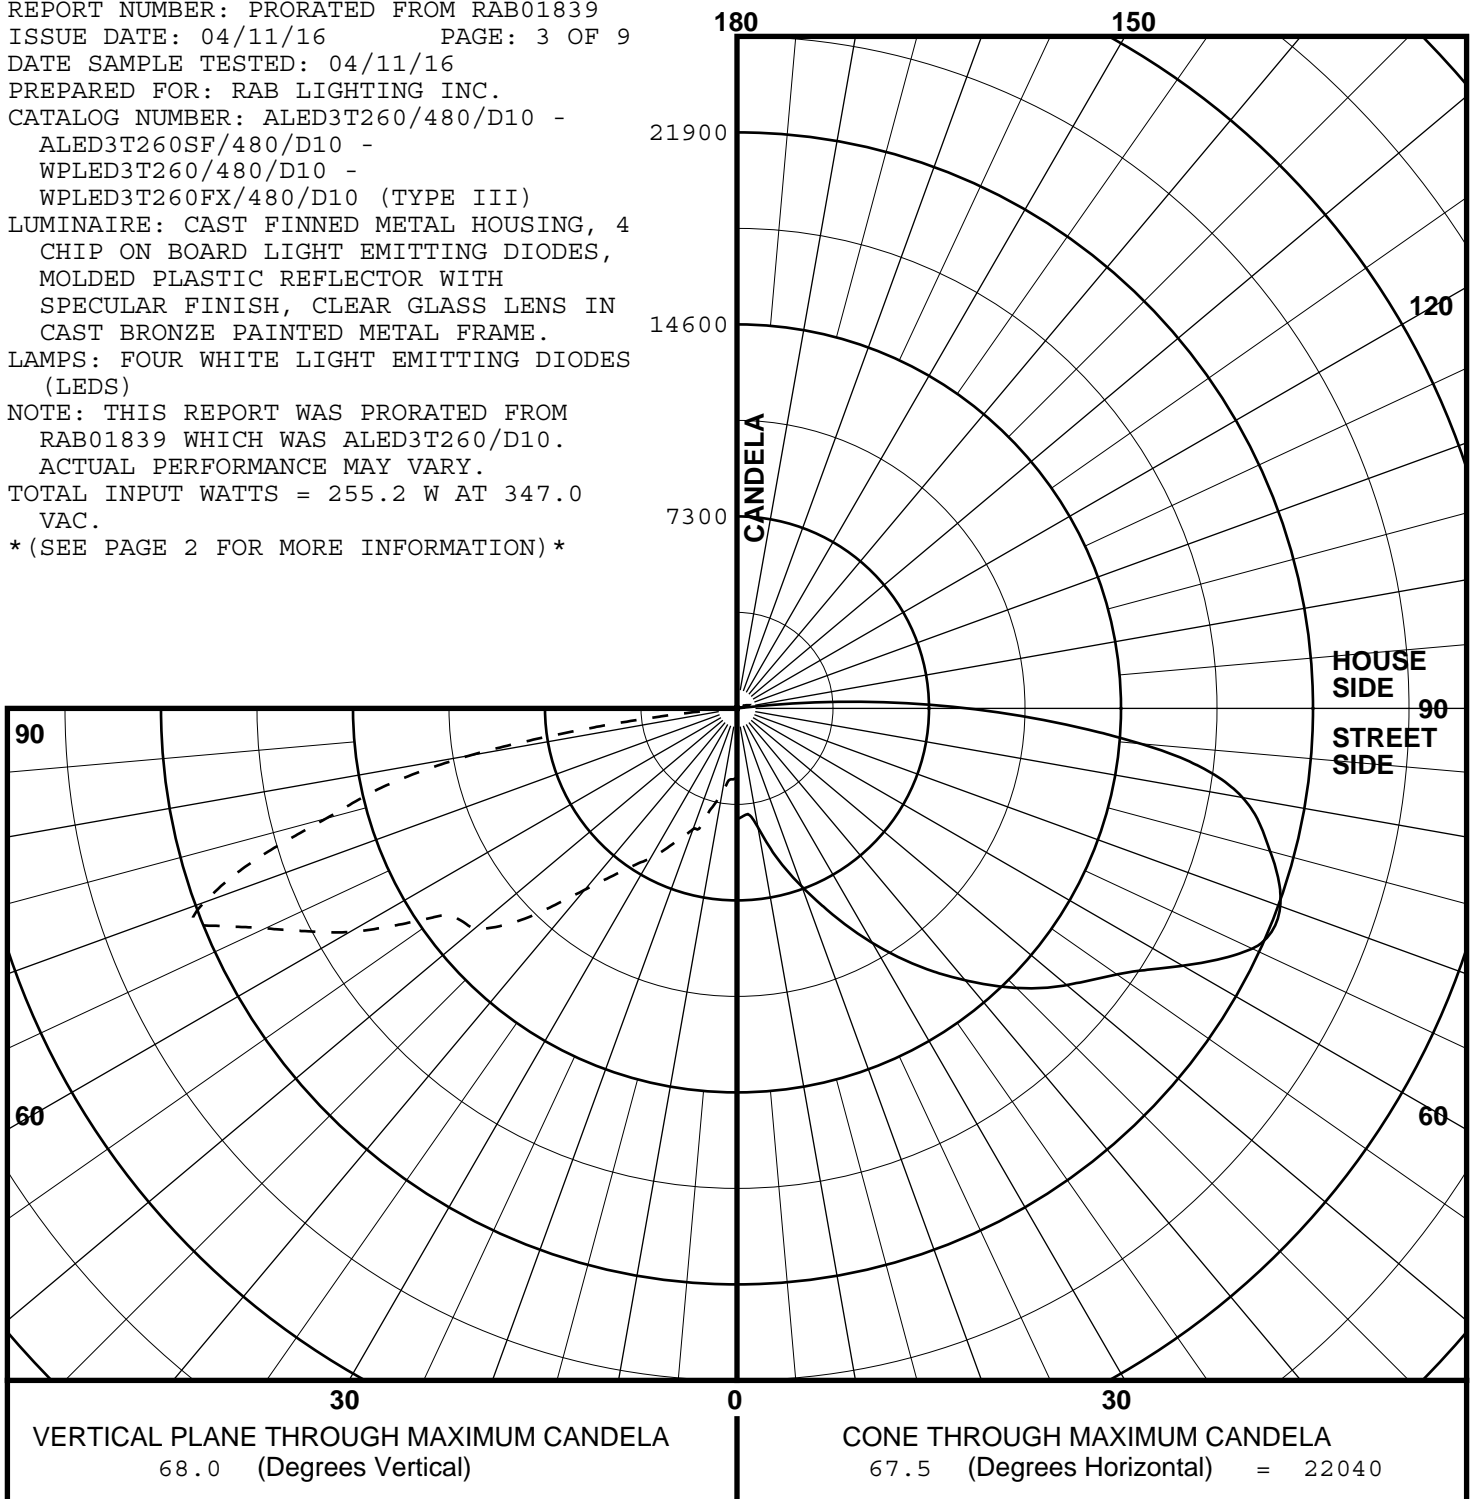 REPORT NUMBER: PRORATED FROM RAB01839
ISSUE DATE: 04/11/16 PAGE: 3 OF 9
DATE SAMPLE TESTED: 04/11/16
PREPARED FOR: RAB LIGHTING INC.
CATALOG NUMBER: ALED3T260/480/D10 -
ALED3T260SF/480/D10 -
WPLED3T260/480/D10 -
WPLED3T260FX/480/D10 (TYPE III)
LUMINAIRE: CAST FINNED METAL HOUSING, 4
CHIP ON BOARD LIGHT EMITTING DIODES,
MOLDED PLASTIC REFLECTOR WITH
SPECULAR FINISH, CLEAR GLASS LENS IN
CAST BRONZE PAINTED METAL FRAME.
LAMPS: FOUR WHITE LIGHT EMITTING DIODES
(LEDS)
NOTE: THIS REPORT WAS PRORATED FROM
RAB01839 WHICH WAS ALED3T260/D10.
ACTUAL PERFORMANCE MAY VARY.
TOTAL INPUT WATTS = 255.2 W AT 347.0
VAC.
*(SEE PAGE 2 FOR MORE INFORMATION)*
180
150
21900
120
14600
CANDELA
7300
HOUSE
SIDE
90
90
STREET
SIDE
60
60
30
0
30
VERTICAL PLANE THROUGH MAXIMUM CANDELA
68.0 (Degrees Vertical)
CONE THROUGH MAXIMUM CANDELA
67.5 (Degrees Horizontal) = 22040